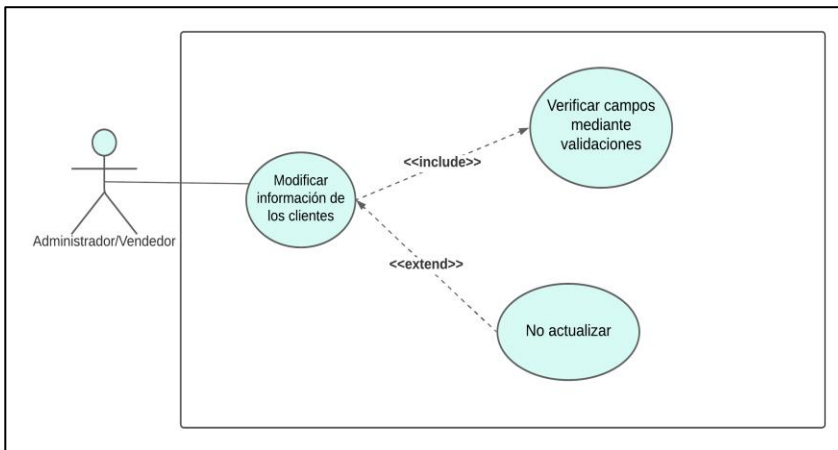 Verificar campos
mediante
validaciones
<<include>>
Modificar
información de
los clientes
Administrador/Vendedor
<<extend>>
No actualizar